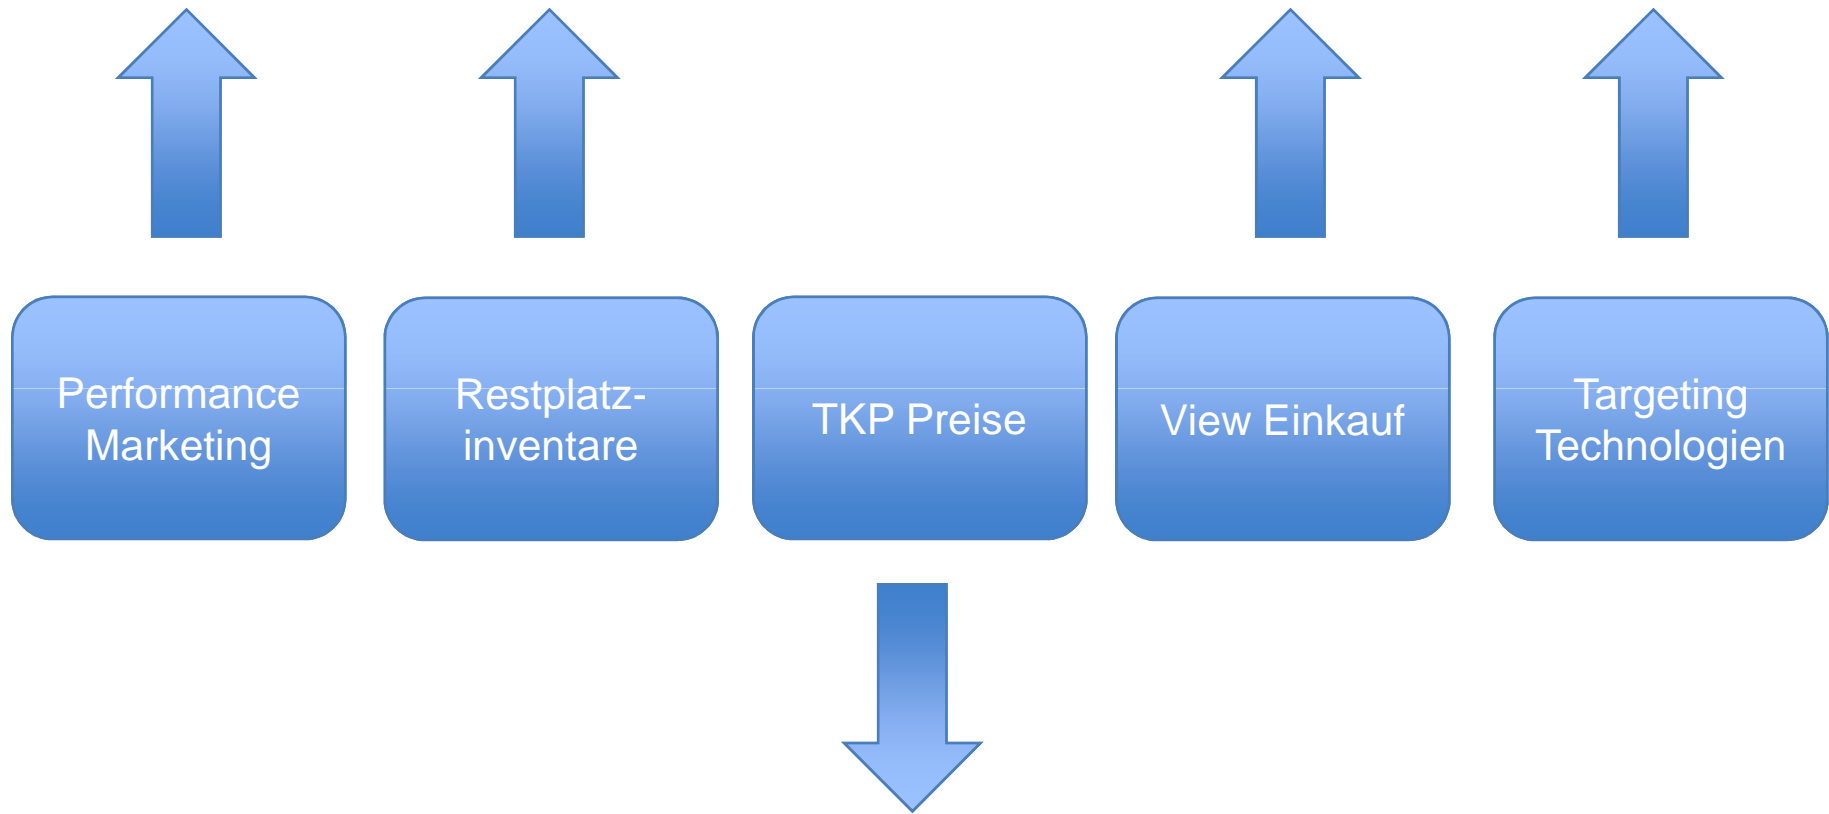 Performance
Marketing
Restplatz-
inventare
TKP Preise
View Einkauf
Targeting
Technologien